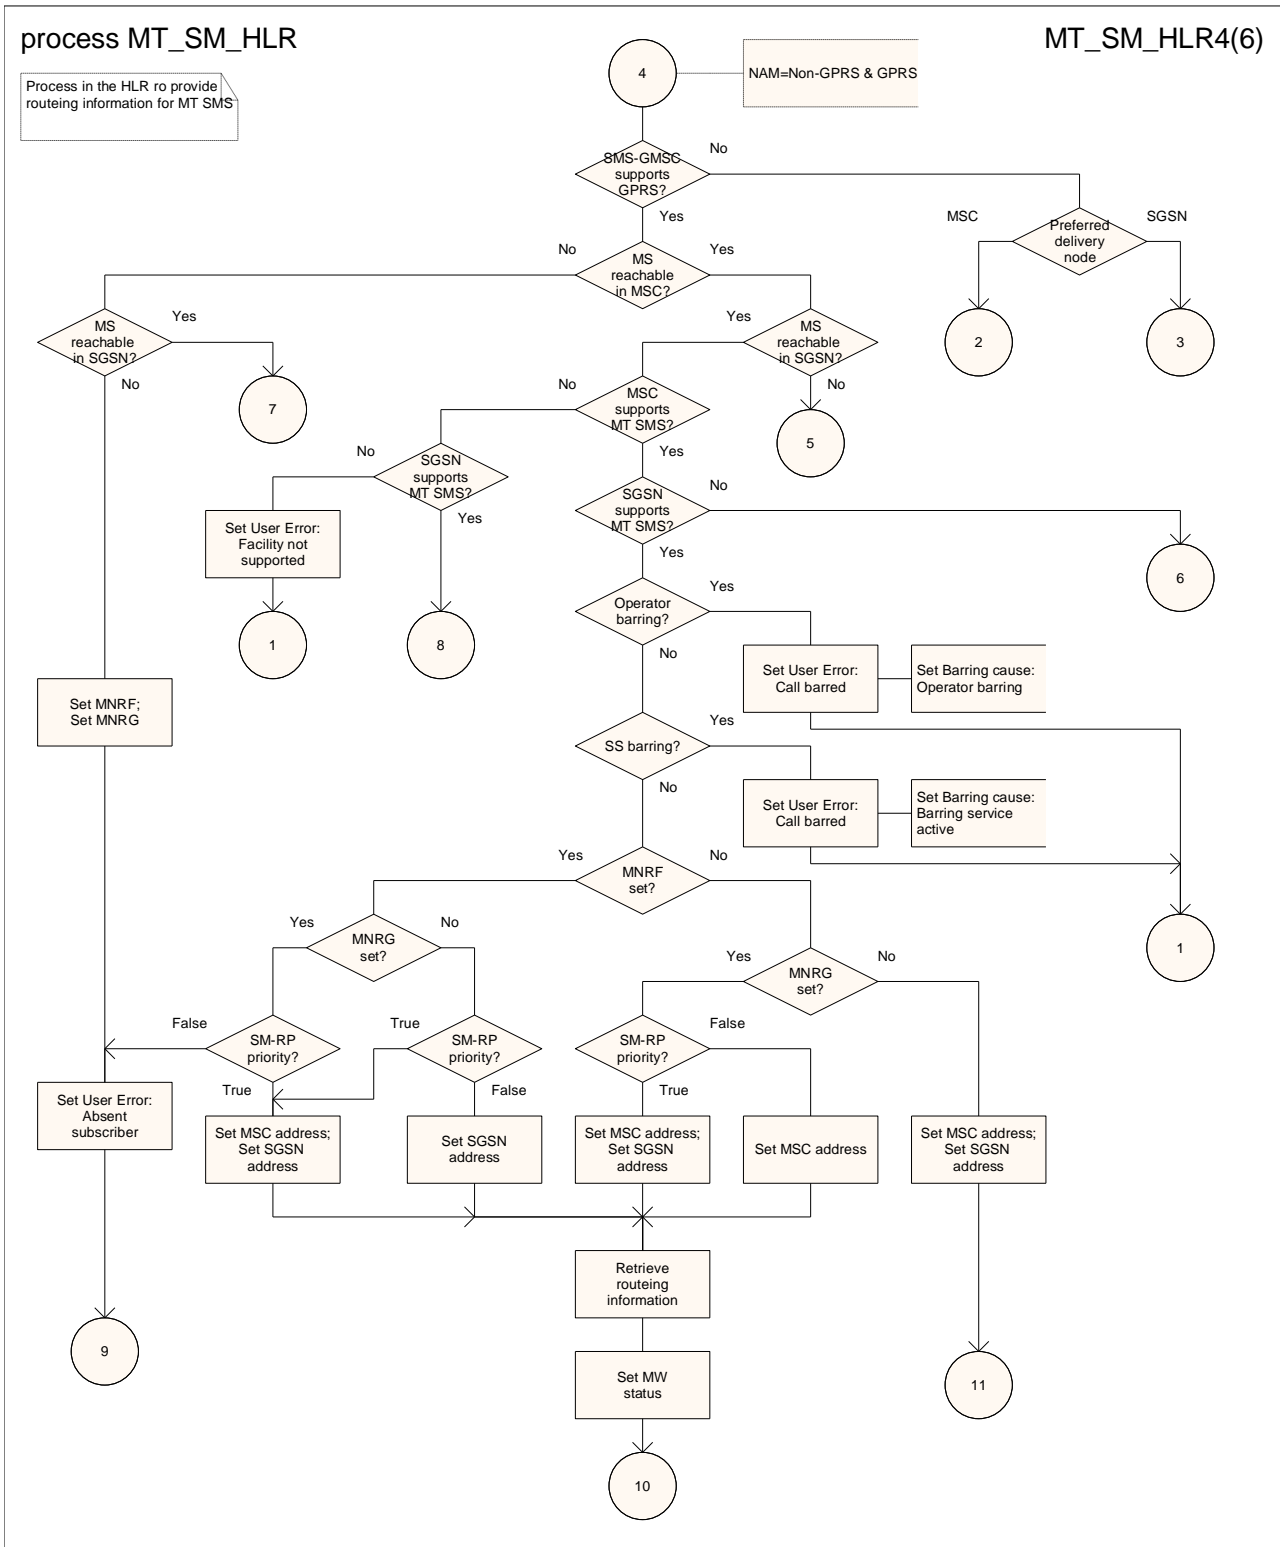 process MT_SM_HLR
MT_SM_HLR4(6)
Process in the HLR ro provide
routeing information for MT SMS
4
NAM=Non-GPRS & GPRS
SMS-GMSC
supports
GPRS?
No
Yes
MSC
Preferred
delivery
node
SGSN
No
MS
reachable
in MSC?
Yes
MS
reachable
in SGSN?
Yes
No
Yes
MS
reachable
in SGSN?
No
2
3
7
5
No
MSC
supports
MT SMS?
Yes
No
SGSN
supports
MT SMS?
Yes
SGSN
supports
MT SMS?
No
Yes
Set User Error:
Facility not
supported
6
1
8
Operator
barring?
Yes
No
Set User Error:
Call barred
Set Barring cause:
Operator barring
Set MNRF;
Set MNRG
SS barring?
Yes
No
Set User Error:
Call barred
Set Barring cause:
Barring service
active
Yes
MNRF
set?
No
1
Yes
MNRG
set?
No
Yes
MNRG
set?
No
False
SM-RP
priority?
True
True
SM-RP
priority?
False
SM-RP
priority?
False
True
Set User Error:
Absent
subscriber
Set MSC address;
Set SGSN
address
Set SGSN
address
Set MSC address;
Set SGSN
address
Set MSC address
Set MSC address;
Set SGSN
address
Retrieve
routeing
information
9
Set MW
status
11
10